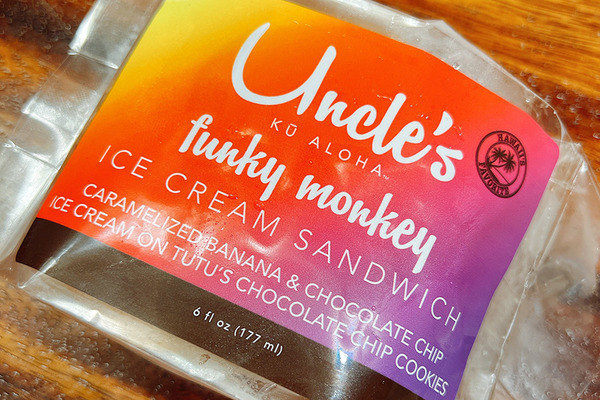 Uncle's
KŪ ALOHA™
funky monkey
ICE CREAM SANDWICH
CARAMELIZED BANANA & CHOCOLATE CHIP
ICE CREAM ON TUTU'S CHOCOLATE CHIP COOKIES
6 fl oz (177 ml)
HAWAII'S
FAVORITE